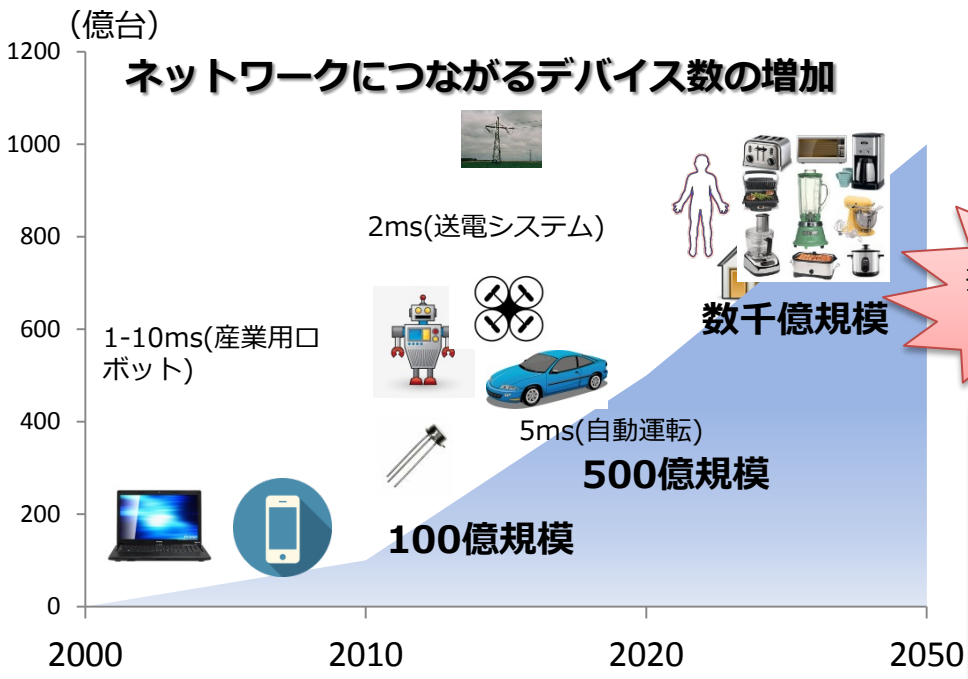 (億台)
ネットワークにつながるデバイス数の増加
1200
1000
800
600
400
200
0
2ms(送電システム)
1-10ms(産業用ロ
ボット)
数千億規模
5ms(自動運転)
500億規模
100億規模
2000
2010
2020
2050